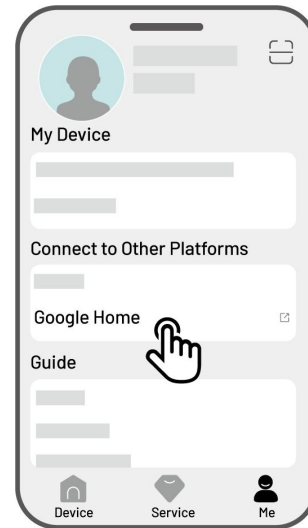 My Device
Connect to Other Platforms
Google Home
Guide
Device
Service
Me